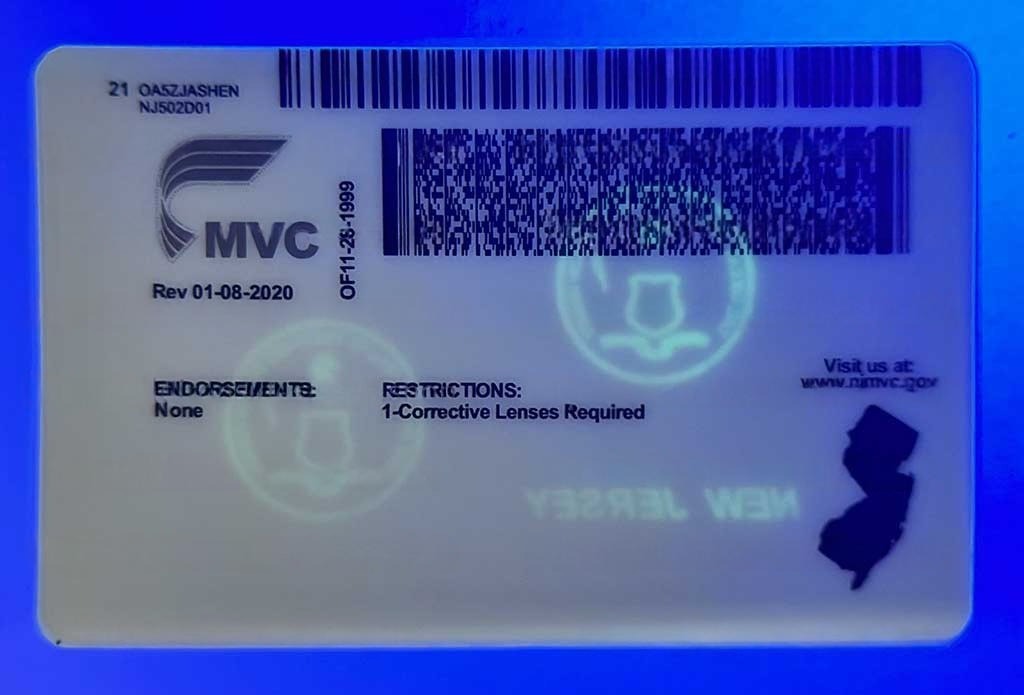 21 OA5ZJASHEN
NJ502D01
MVC
OF11-26-1999
Rev 01-08-2020
ENDORSEMENTS:
None
RESTRICTIONS:
1-Corrective Lenses Required
Visit us at:
www.njmvc.gov
NEW JERSEY